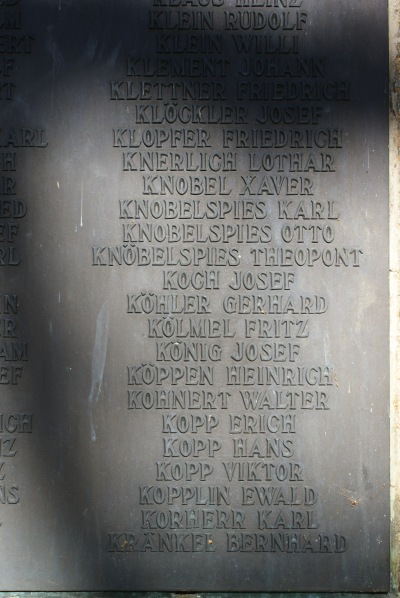 KLAUS HEINZ
KLEIN RUDOLF
KLEIN WILLI
KLEMENT JOHANN
KLETTNER FRIEDRICH
KLÖCKLER JOSEF
KLOPFER FRIEDRICH
KNERLICH LOTHAR
KNOBEL XAVER
KNOBELSPIES KARL
KNOBELSPIES OTTO
KNÖBELSPIES THEOPONT
KOCH JOSEF
KÖHLER GERHARD
KÖLMEL FRITZ
KÖNIG JOSEF
KÖPPEN HEINRICH
KOHNERT WALTER
KOPP ERICH
KOPP HANS
KOPP VIKTOR
KOPPLIN EWALD
KORHERR KARL
KRÄNKEL BERNHARD